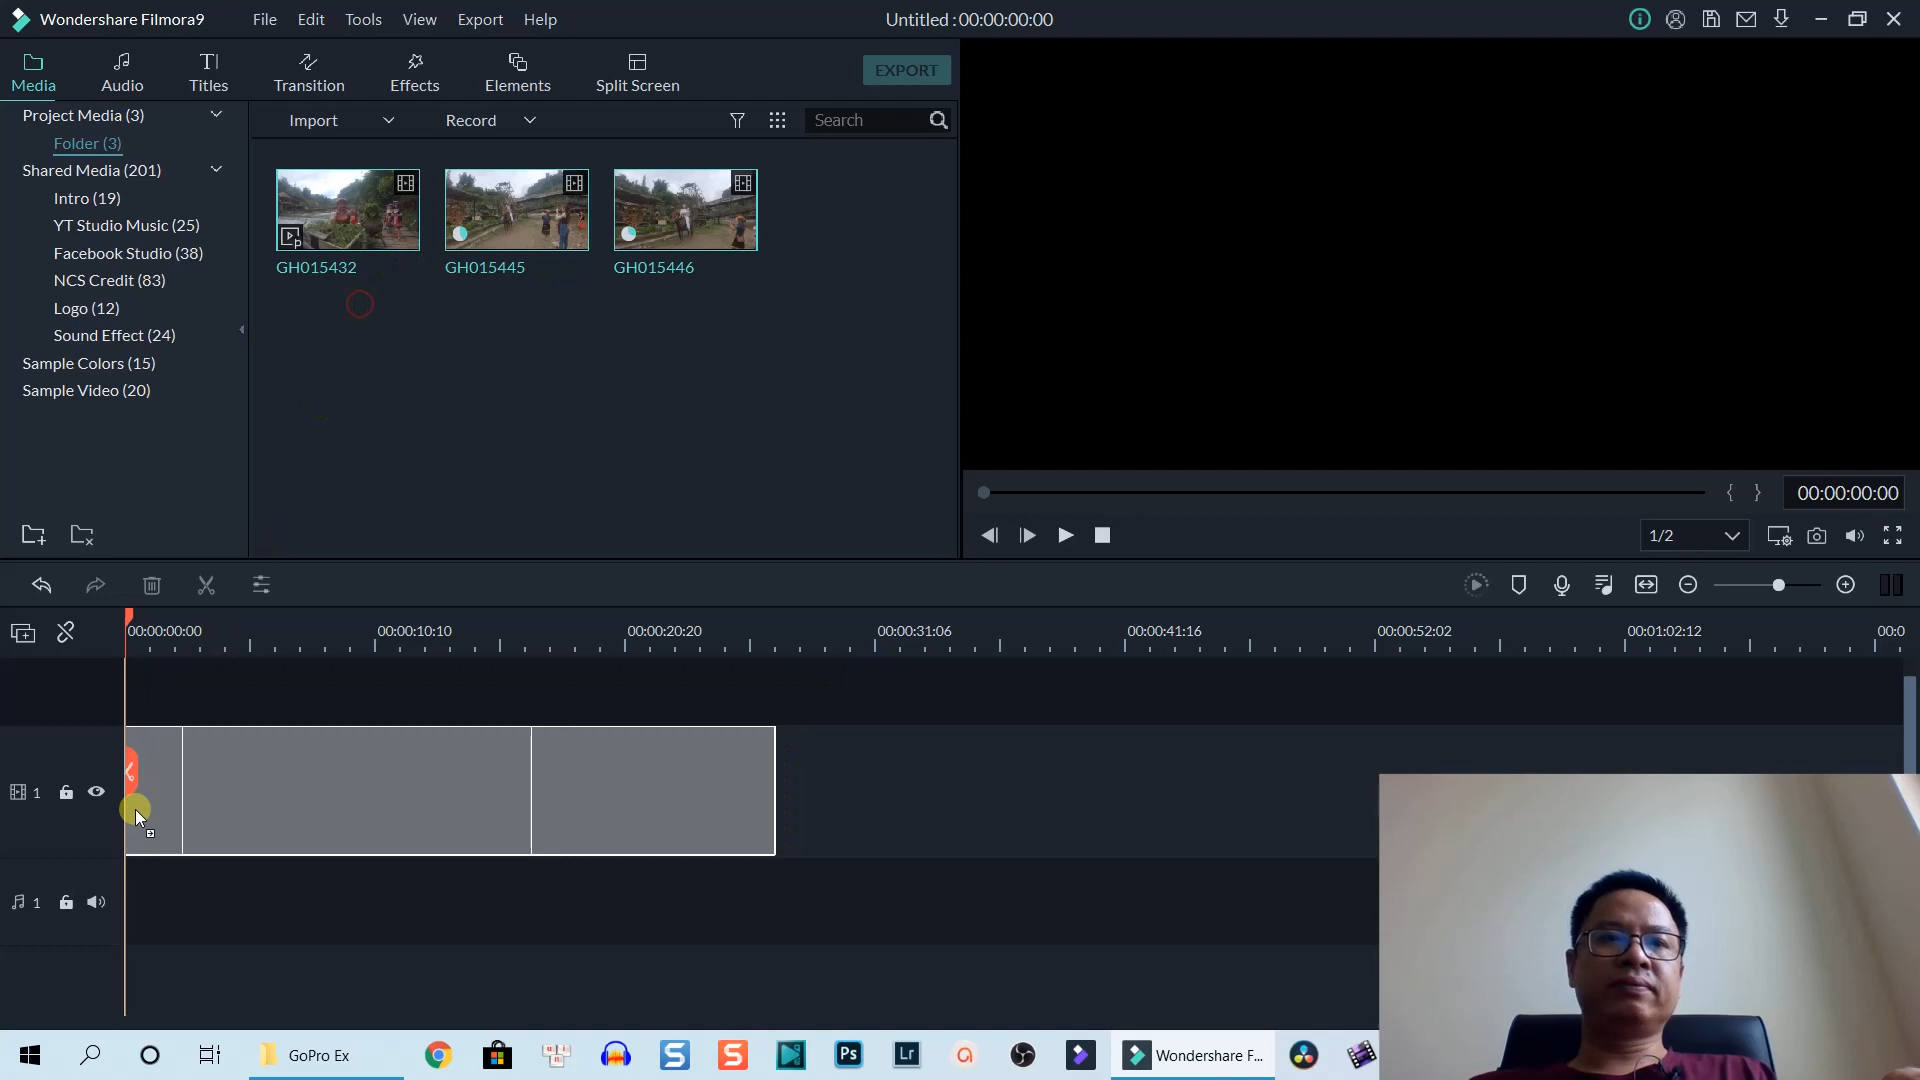 Wondershare Filmora9 File Edit Tools View Export Help Untitled : 00:00:00:00
Media Audio Titles Transition Effects Elements Split Screen EXPORT
Project Media (3)
Folder (3)
Shared Media (201)
Intro (19)
YT Studio Music (25)
Facebook Studio (38)
NCS Credit (83)
Logo (12)
Sound Effect (24)
Sample Colors (15)
Sample Video (20)
Import Record Search
GH015432 GH015445 GH015446
{ } 00:00:00:00
1/2
00:00:00:00 00:00:10:10 00:00:20:20 00:00:31:06 00:00:41:16 00:00:52:02 00:01:02:12 00:0
1
1
GoPro Ex Ps Lr Wondershare F...